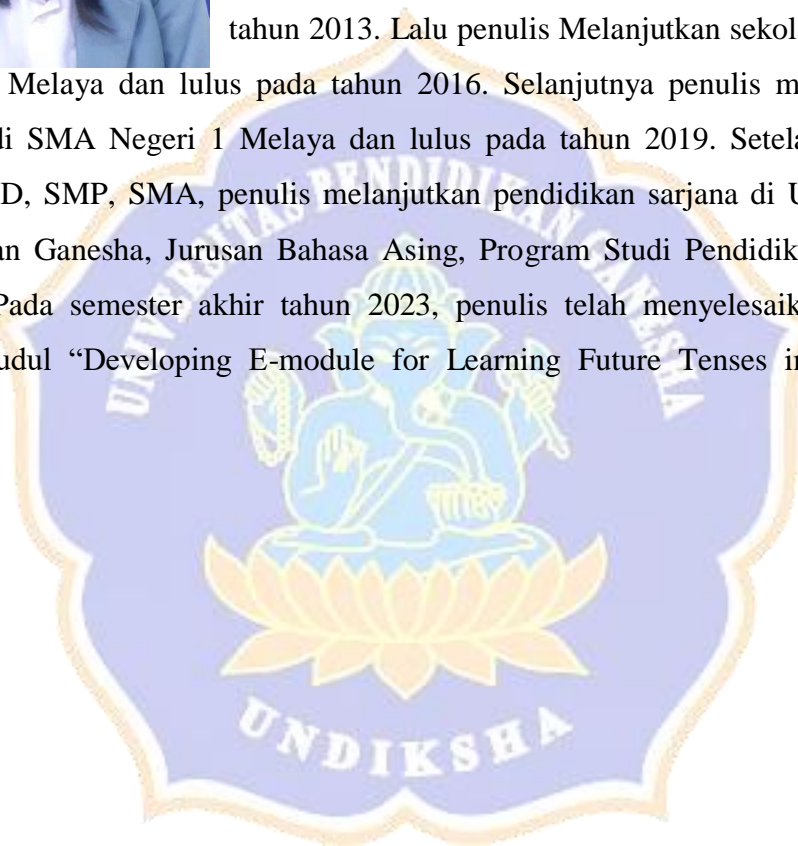 tahun 2013. Lalu penulis Melanjutkan sekol
Melaya dan lulus pada tahun 2016. Selanjutnya penulis m
di SMA Negeri 1 Melaya dan lulus pada tahun 2019. Setela
D, SMP, SMA, penulis melanjutkan pendidikan sarjana di U
an Ganesha, Jurusan Bahasa Asing, Program Studi Pendidik
Pada semester akhir tahun 2023, penulis telah menyelesaik
udul “Developing E-module for Learning Future Tenses in
UNIVERSITAS PENDIDIKAN GANESHA
UNDIKSHA